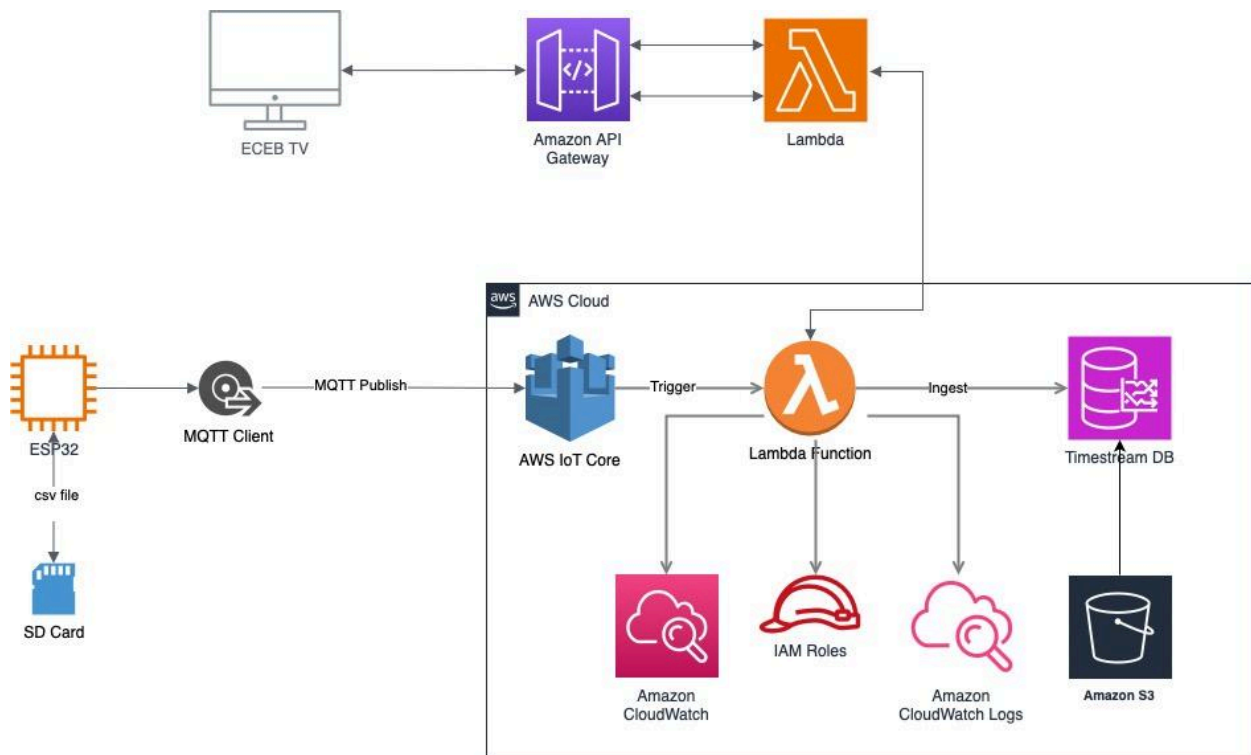 ECEB TV
Amazon API
Gateway
Lambda
aws
AWS Cloud
ESP32
MQTT Client
MQTT Publish
AWS IoT Core
Trigger
Lambda Function
Ingest
Timestream DB
csv file
SD Card
Amazon
CloudWatch
IAM Roles
Amazon
CloudWatch Logs
Amazon S3